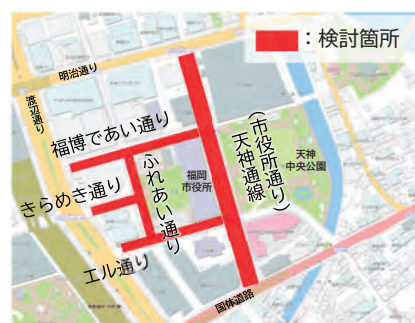 ：検討箇所
明治通り
渡辺通り
福博であい通り
きらめき通り
ふれあい通り
エル通り
福岡
市役所
天神通線
（市役所通り）
天神
中央公園
国体道路